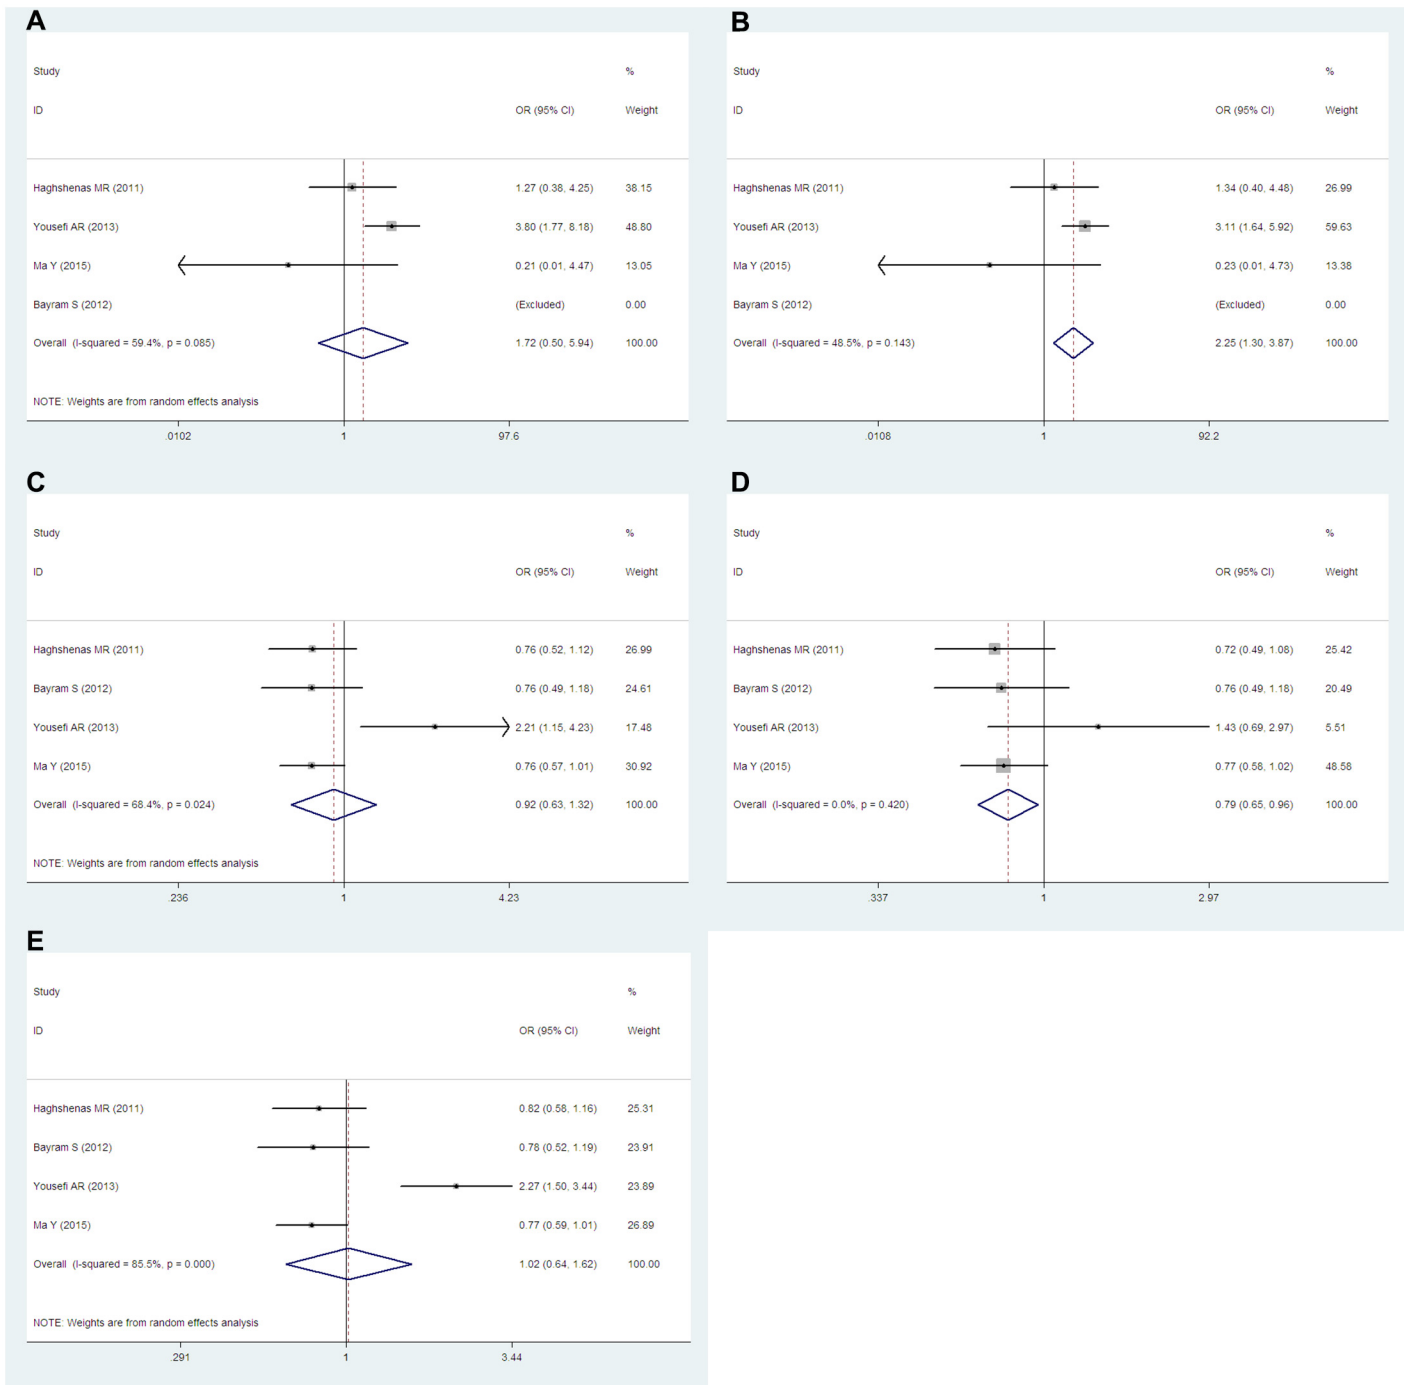 A
Study %
ID OR (95% CI) Weight
Haghshenas MR (2011) 1.27 (0.38, 4.25) 38.15
Yousefi AR (2013) 3.80 (1.77, 8.18) 48.80
Ma Y (2015) 0.21 (0.01, 4.47) 13.05
Bayram S (2012) (Excluded) 0.00
Overall (I-squared = 59.4%, p = 0.085) 1.72 (0.50, 5.94) 100.00
NOTE: Weights are from random effects analysis
.0102 1 97.6
B
Study %
ID OR (95% CI) Weight
Haghshenas MR (2011) 1.34 (0.40, 4.48) 26.99
Yousefi AR (2013) 3.11 (1.64, 5.92) 59.63
Ma Y (2015) 0.23 (0.01, 4.73) 13.38
Bayram S (2012) (Excluded) 0.00
Overall (I-squared = 48.5%, p = 0.143) 2.25 (1.30, 3.87) 100.00
.0108 1 92.2
C
Study %
ID OR (95% CI) Weight
Haghshenas MR (2011) 0.76 (0.52, 1.12) 26.99
Bayram S (2012) 0.76 (0.49, 1.18) 24.61
Yousefi AR (2013) 2.21 (1.15, 4.23) 17.48
Ma Y (2015) 0.76 (0.57, 1.01) 30.92
Overall (I-squared = 68.4%, p = 0.024) 0.92 (0.63, 1.32) 100.00
NOTE: Weights are from random effects analysis
.236 1 4.23
D
Study %
ID OR (95% CI) Weight
Haghshenas MR (2011) 0.72 (0.49, 1.08) 25.42
Bayram S (2012) 0.76 (0.49, 1.18) 20.49
Yousefi AR (2013) 1.43 (0.69, 2.97) 5.51
Ma Y (2015) 0.77 (0.58, 1.02) 48.58
Overall (I-squared = 0.0%, p = 0.420) 0.79 (0.65, 0.96) 100.00
.337 1 2.97
E
Study %
ID OR (95% CI) Weight
Haghshenas MR (2011) 0.82 (0.58, 1.16) 25.31
Bayram S (2012) 0.78 (0.52, 1.19) 23.91
Yousefi AR (2013) 2.27 (1.50, 3.44) 23.89
Ma Y (2015) 0.77 (0.59, 1.01) 26.89
Overall (I-squared = 85.5%, p = 0.000) 1.02 (0.64, 1.62) 100.00
NOTE: Weights are from random effects analysis
.291 1 3.44